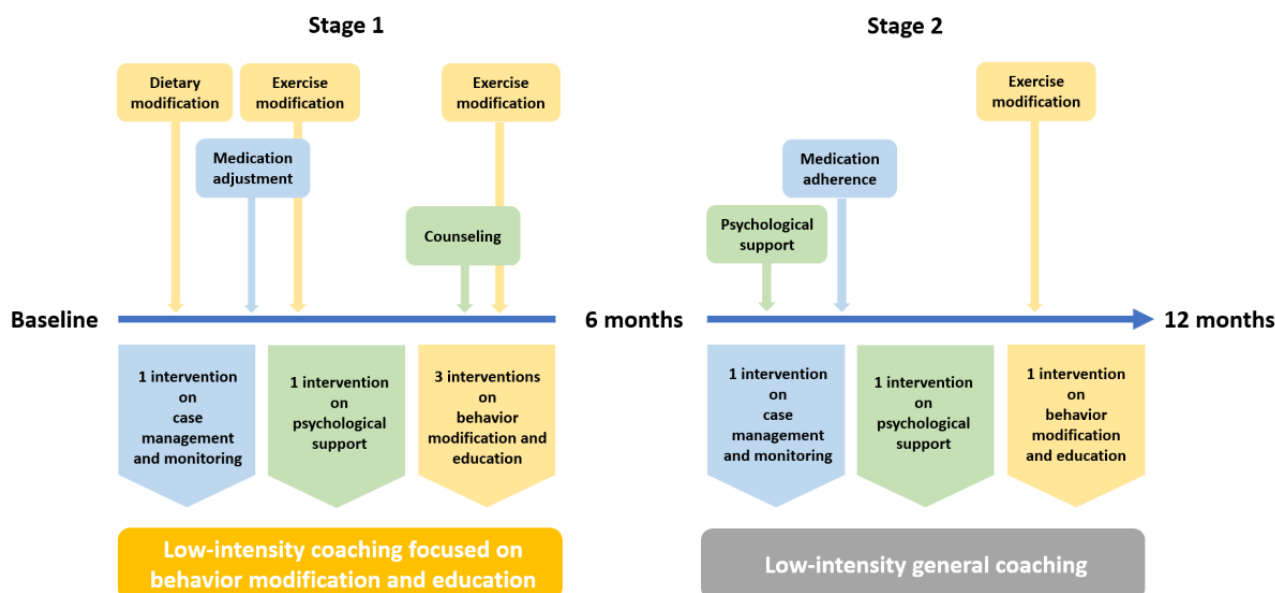 Stage 1
Stage 2
Dietary
modification
Exercise
modification
Exercise
modification
Exercise
modification
Medication
adjustment
Medication
adherence
Counseling
Psychological
support
Baseline
6 months
12 months
1 intervention
on
case
management
and monitoring
1 intervention
on
psychological
support
3 interventions
on
behavior
modification and
education
1 intervention
on
case
management
and monitoring
1 intervention
on
psychological
support
1 intervention
on
behavior
modification
and education
Low-intensity coaching focused on
behavior modification and education
Low-intensity general coaching